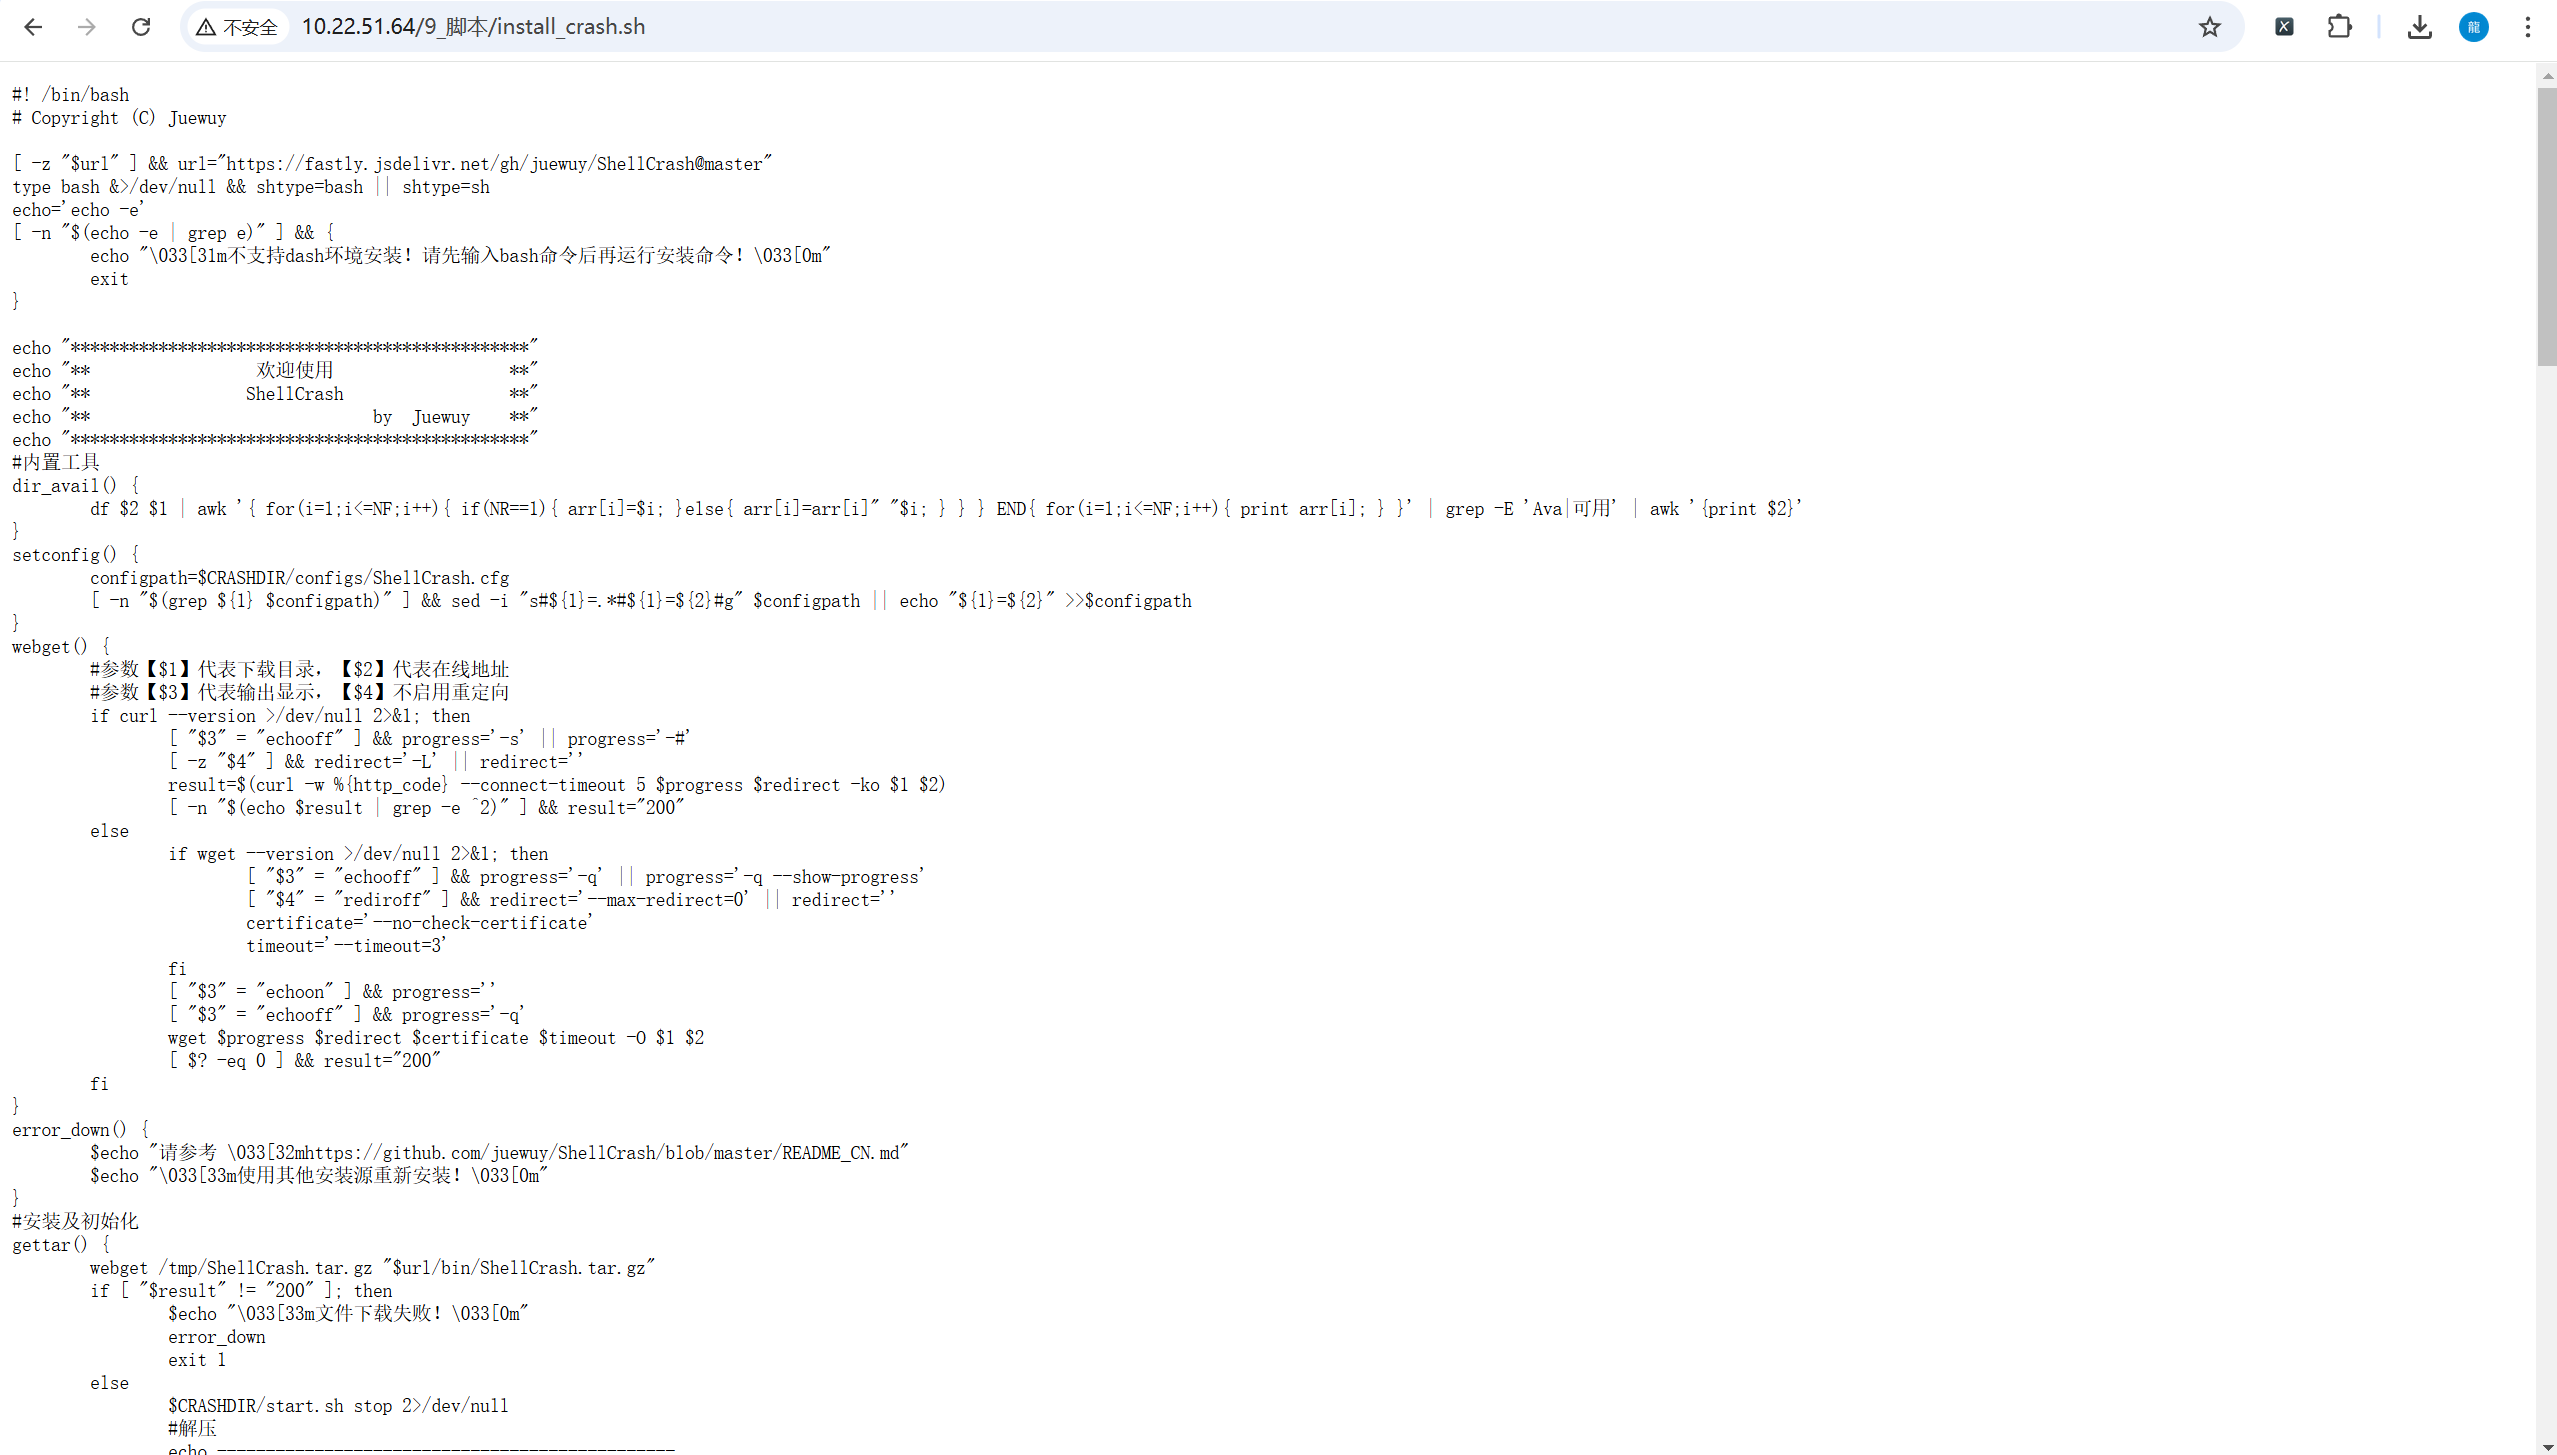 不安全 10.22.51.64/9_脚本/install_crash.sh 龍
#! /bin/bash
# Copyright (C) Juewuy
[ -z "$url" ] && url="https://fastly.jsdelivr.net/gh/juewuy/ShellCrash@master"
type bash &>/dev/null && shtype=bash || shtype=sh
echo='echo -e'
[ -n "$(echo -e | grep e)" ] && {
echo "\033[31m不支持dash环境安装！请先输入bash命令后再运行安装命令！\033[0m"
exit
}
echo "***********************************************"
echo "**                 欢迎使用                  **"
echo "**                ShellCrash                 **"
echo "**                             by  Juewuy    **"
echo "***********************************************"
#内置工具
dir_avail() {
df $2 $1 | awk '{ for(i=1;i<=NF;i++){ if(NR==1){ arr[i]=$i; }else{ arr[i]=arr[i]" "$i; } } } END{ for(i=1;i<=NF;i++){ print arr[i]; } }' | grep -E 'Ava|可用' | awk '{print $2}'
}
setconfig() {
configpath=$CRASHDIR/configs/ShellCrash.cfg
[ -n "$(grep ${1} $configpath)" ] && sed -i "s#${1}=.*#${1}=${2}#g" $configpath || echo "${1}=${2}" >>$configpath
}
webget() {
#参数【$1】代表下载目录，【$2】代表在线地址
#参数【$3】代表输出显示，【$4】不启用重定向
if curl --version >/dev/null 2>&1; then
[ "$3" = "echooff" ] && progress='-s' || progress='-#'
[ -z "$4" ] && redirect='-L' || redirect=''
result=$(curl -w %{http_code} --connect-timeout 5 $progress $redirect -ko $1 $2)
[ -n "$(echo $result | grep -e ^2)" ] && result="200"
else
if wget --version >/dev/null 2>&1; then
[ "$3" = "echooff" ] && progress='-q' || progress='-q --show-progress'
[ "$4" = "rediroff" ] && redirect='--max-redirect=0' || redirect=''
certificate='--no-check-certificate'
timeout='--timeout=3'
fi
[ "$3" = "echoon" ] && progress=''
[ "$3" = "echooff" ] && progress='-q'
wget $progress $redirect $certificate $timeout -O $1 $2
[ $? -eq 0 ] && result="200"
fi
}
error_down() {
$echo "请参考 \033[32mhttps://github.com/juewuy/ShellCrash/blob/master/README_CN.md"
$echo "\033[33m使用其他安装源重新安装！\033[0m"
}
#安装及初始化
gettar() {
webget /tmp/ShellCrash.tar.gz "$url/bin/ShellCrash.tar.gz"
if [ "$result" != "200" ]; then
$echo "\033[33m文件下载失败！\033[0m"
error_down
exit 1
else
$CRASHDIR/start.sh stop 2>/dev/null
#解压
echo -----------------------------------------------